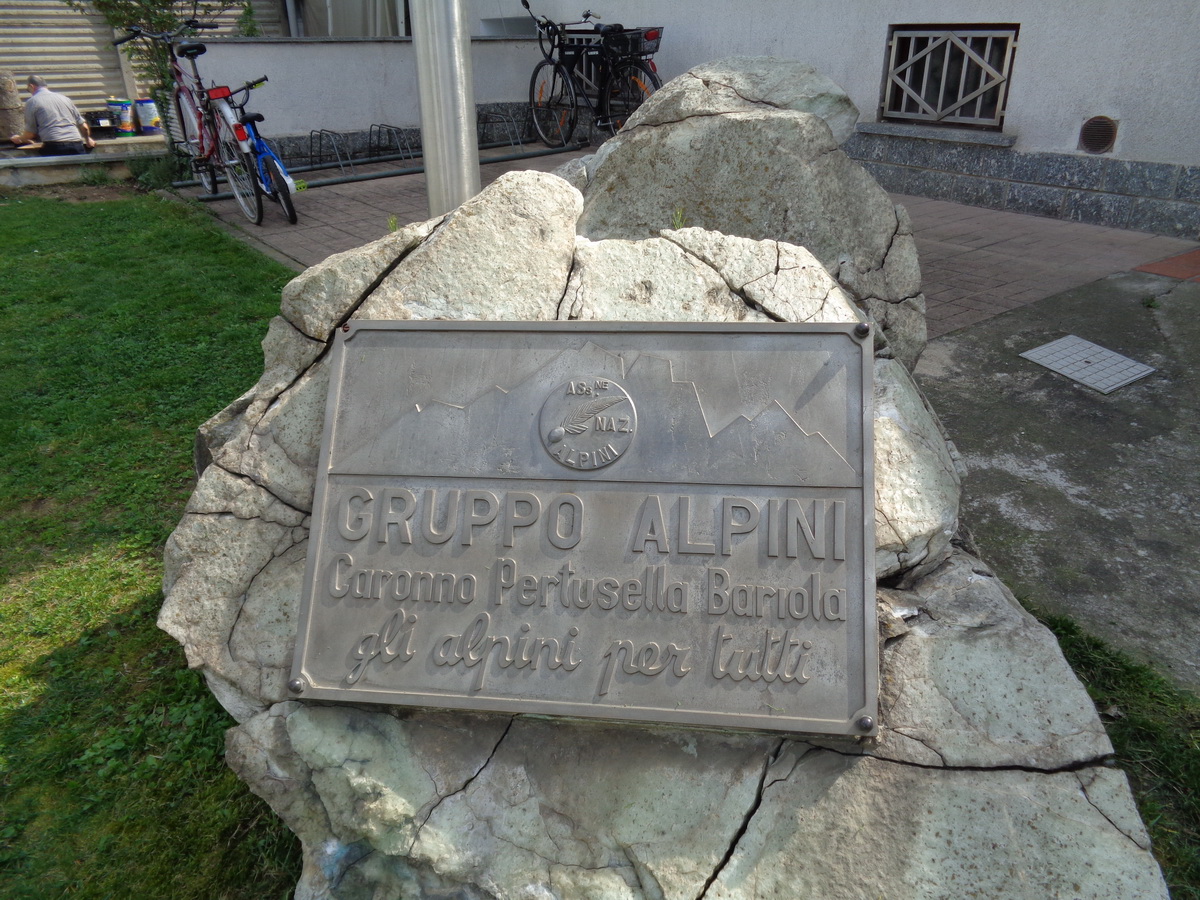 ASS.NE
NAZ.
ALPINI
GRUPPO ALPINI
Caronno Pertusella Bariola
gli alpini per tutti